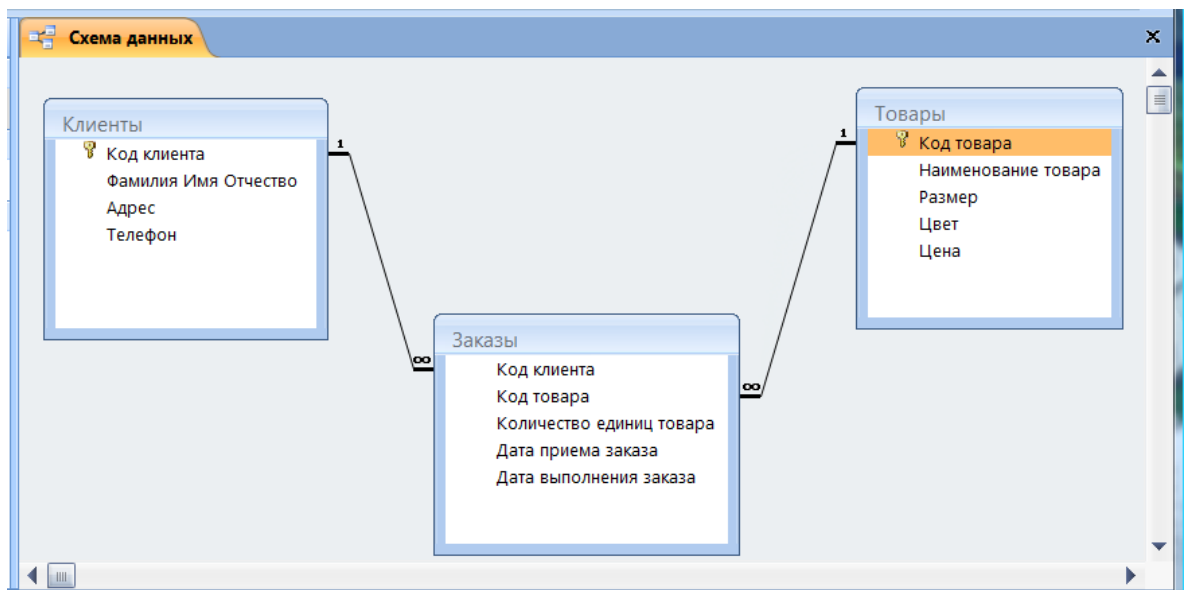 Схема данных
Клиенты
Код клиента
Фамилия Имя Отчество
Адрес
Телефон
1
∞
Товары
Код товара
Наименование товара
Размер
Цвет
Цена
1
∞
Заказы
Код клиента
Код товара
Количество единиц товара
Дата приема заказа
Дата выполнения заказа